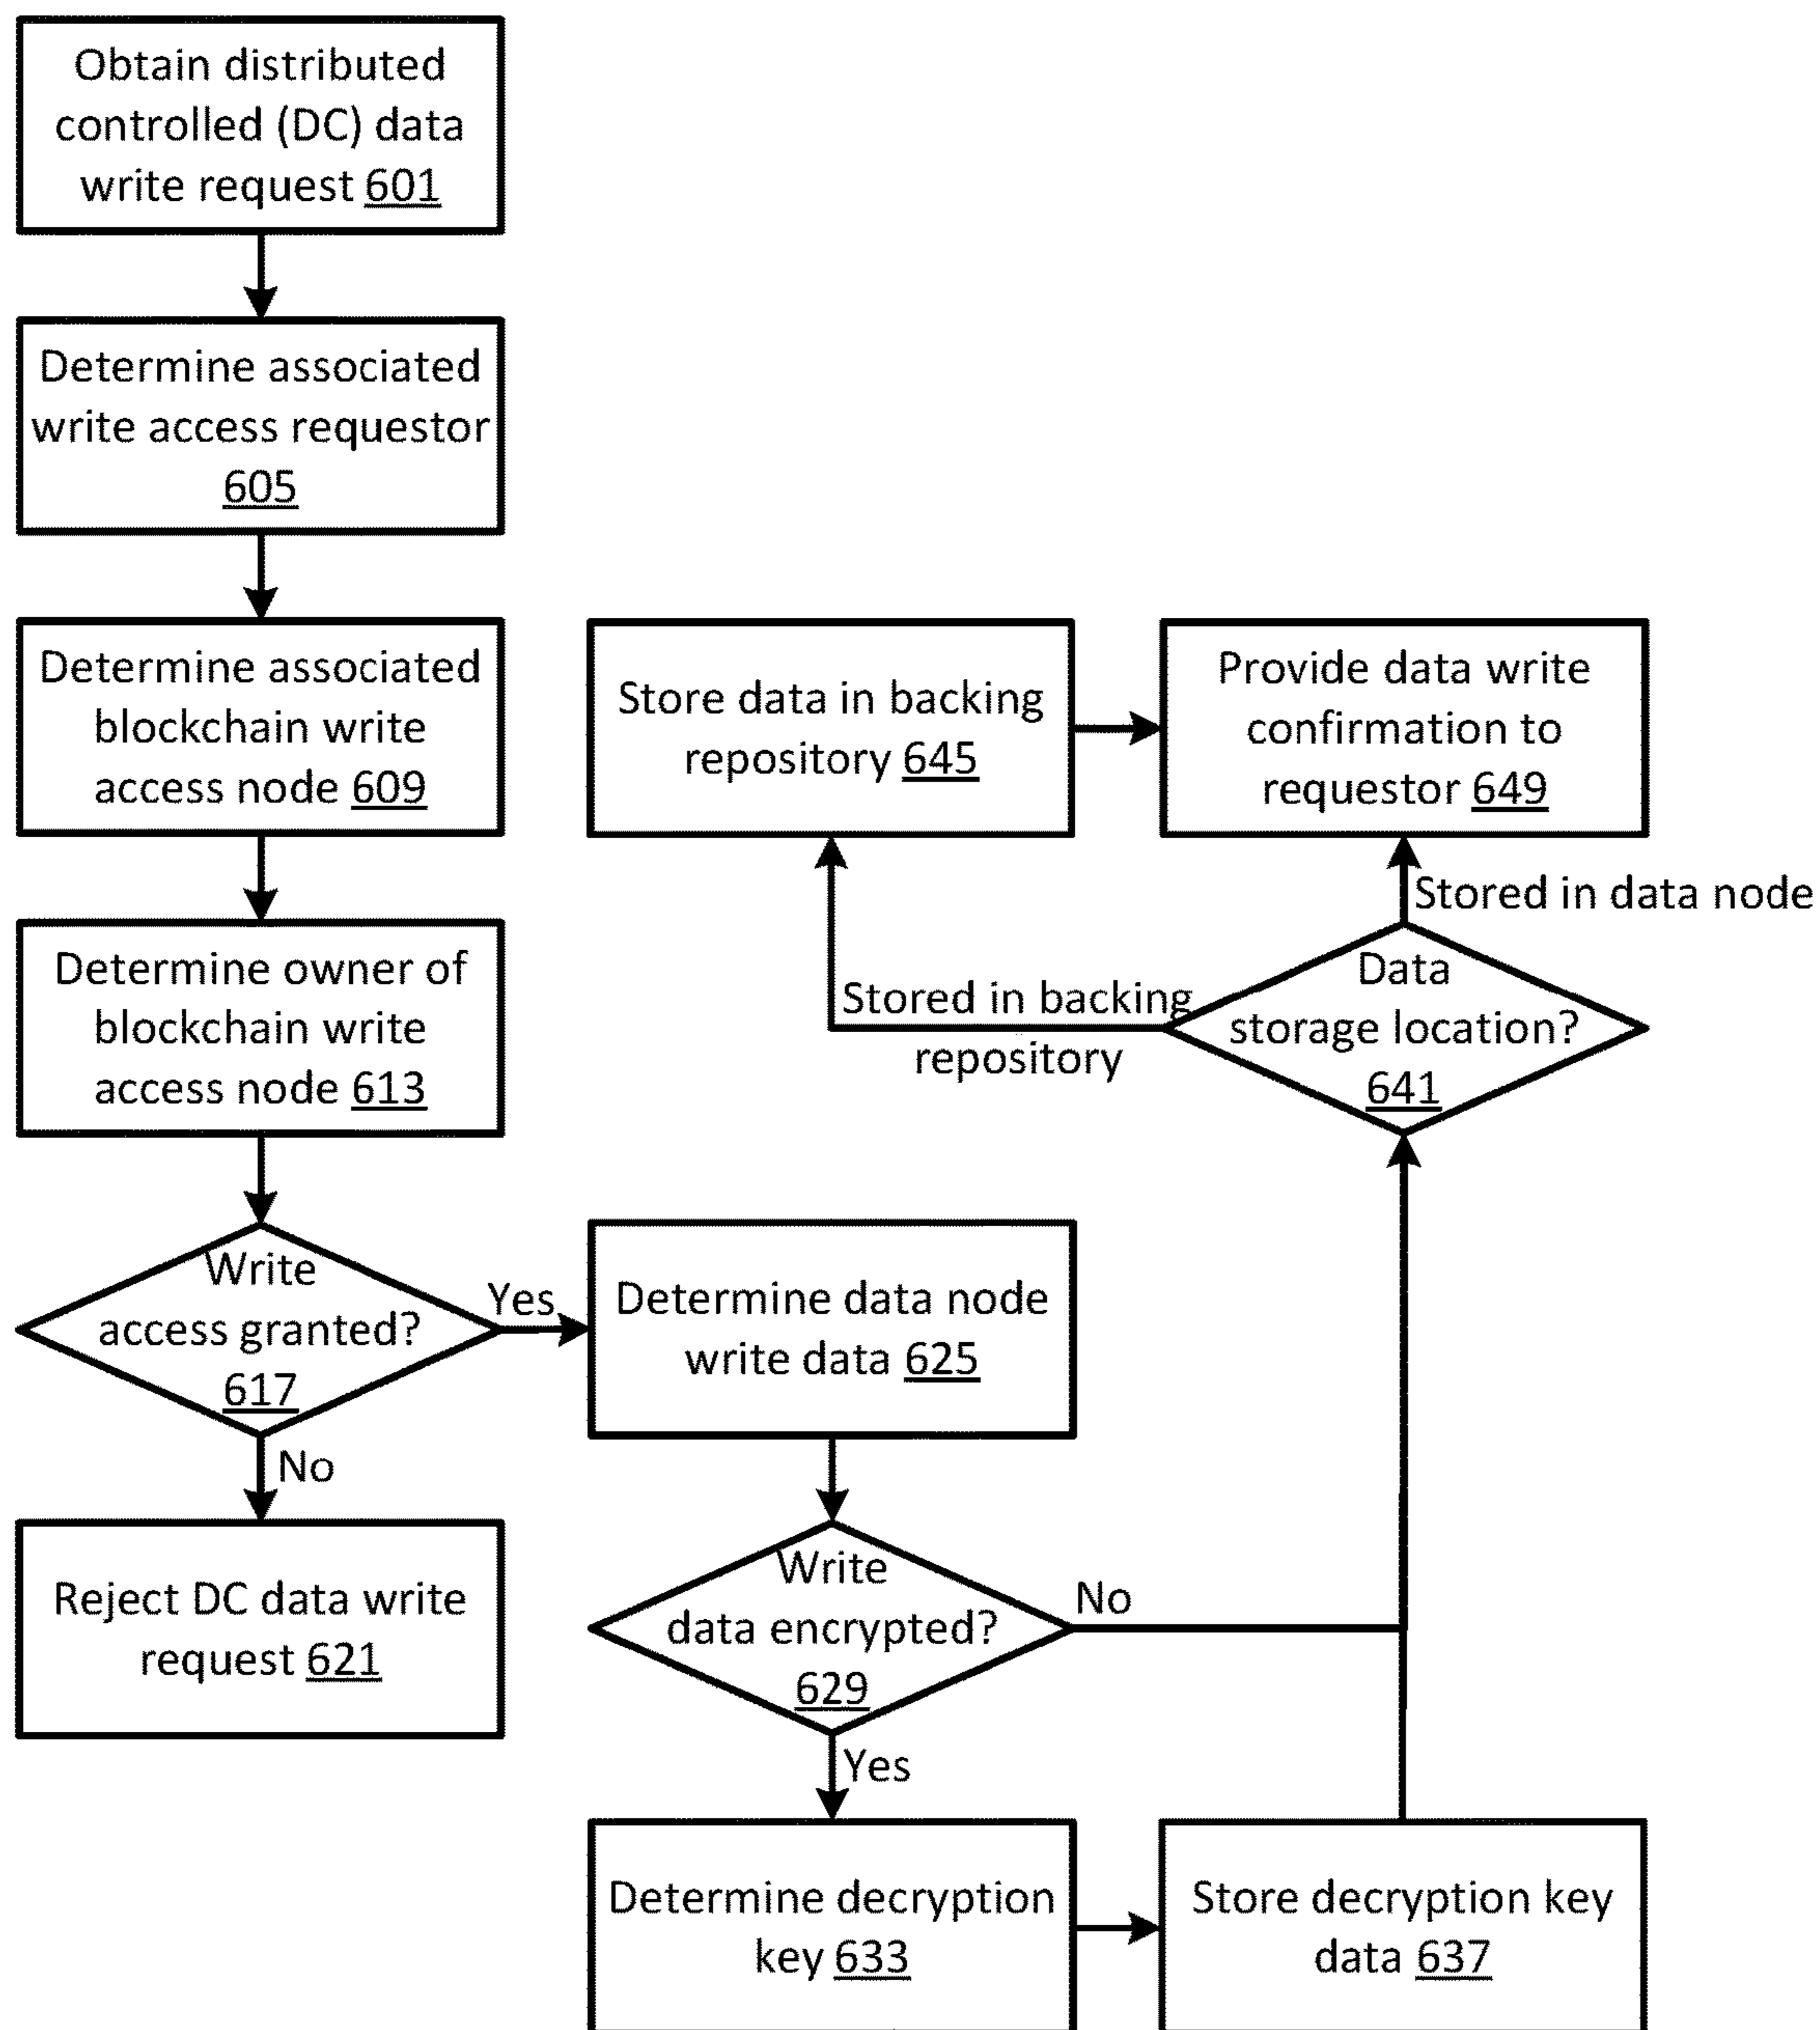 Obtain distributed
controlled (DC) data
write request 601
Determine associated
write access requestor
605
Determine associated
blockchain write
access node 609
Determine owner of
blockchain write
access node 613
Write
access granted?
617
Yes
No
Reject DC data write
request 621
Determine data node
write data 625
Write
data encrypted?
629
No
Yes
Determine decryption
key 633
Store decryption key
data 637
Data
storage location?
641
Stored in backing
repository
Stored in data node
Store data in backing
repository 645
Provide data write
confirmation to
requestor 649